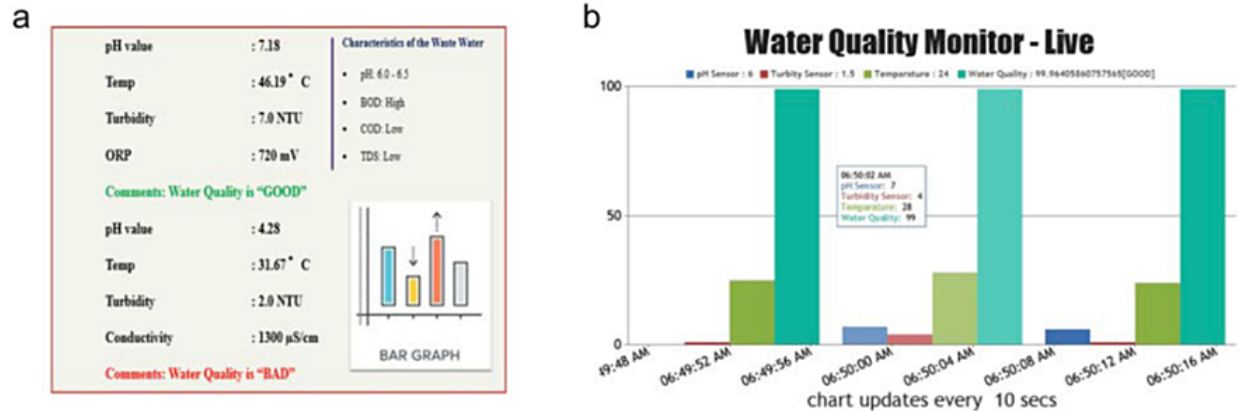 a
pH value : 7.18
Temp : 46.19° C
Turbidity : 7.0 NTU
ORP : 720 mV
Comments: Water Quality is “GOOD”
pH value : 4.28
Temp : 31.67° C
Turbidity : 2.0 NTU
Conductivity : 1300 µS/cm
Comments: Water Quality is “BAD”
Characteristics of the Waste Water
• pH: 6.0 - 6.5
• BOD: High
• COD: Low
• TDS: Low
BAR GRAPH
b
Water Quality Monitor - Live
pH Sensor : 6 Turbity Sensor : 1.5 Temparature : 24 Water Quality : 99.96405860757565[GOOD]
100
50
0
06:50:02 AM
pH Sensor: 7
Turbidity Sensor: 4
Temparature: 28
Water Quality: 99
49:48 AM 06:49:52 AM 06:49:56 AM 06:50:00 AM 06:50:04 AM 06:50:08 AM 06:50:12 AM 06:50:16 AM
chart updates every 10 secs